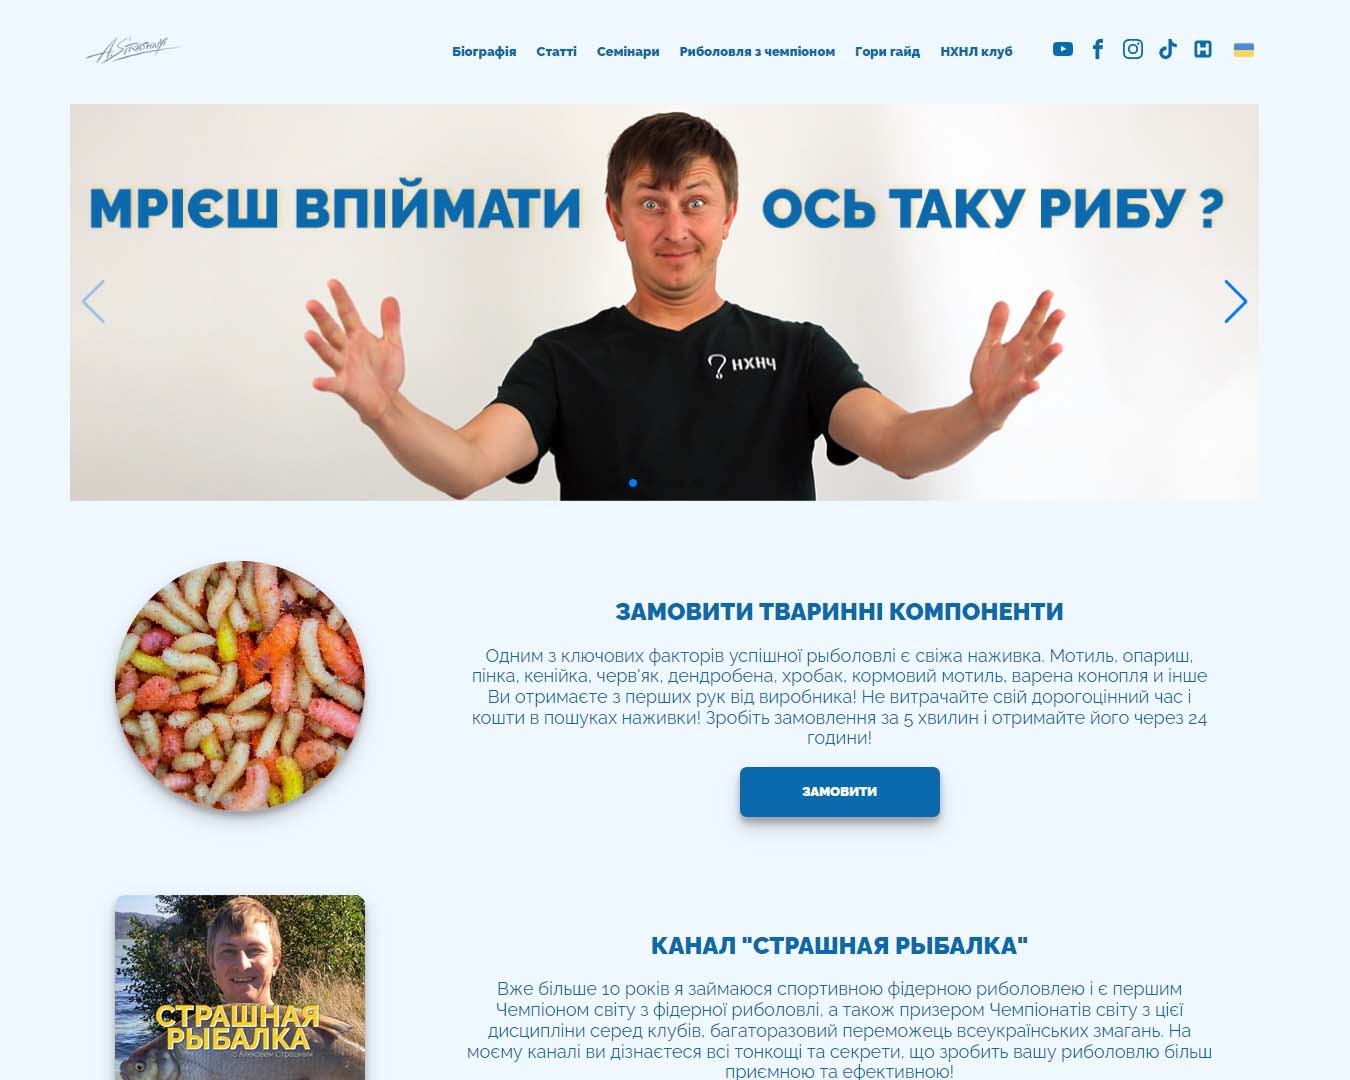 A.Strashnyi
Біографія Статті Семінари Риболовля з чемпіоном Гори гайд НХНЛ клуб
МРІЄШ ВПІЙМАТИ ОСЬ ТАКУ РИБУ ?
НХНЧ
ЗАМОВИТИ ТВАРИННІ КОМПОНЕНТИ
Одним з ключових факторів успішної рыболовлі є свіжа наживка. Мотиль, опариш,
пінка, кенійка, черв'як, дендробена, хробак, кормовий мотиль, варена конопля и інше
Ви отримаєте з перших рук від виробника! Не витрачайте свій дорогоцінний час і
кошти в пошуках наживки! Зробіть замовлення за 5 хвилин і отримайте його через 24
години!
ЗАМОВИТИ
КАНАЛ "СТРАШНАЯ РЫБАЛКА"
СТРАШНАЯ
РЫБАЛКА
с Алексеем Страшным
Вже більше 10 років я займаюся спортивною фідерною риболовлею і є першим
Чемпіоном світу з фідерної риболовлі, а також призером Чемпіонатів світу з цієї
дисципліни серед клубів, багаторазовий переможець всеукраїнських змагань. На
моєму каналі ви дізнаєтеся всі тонкощі та секрети, що зробить вашу риболовлю більш
приємною та ефективною!